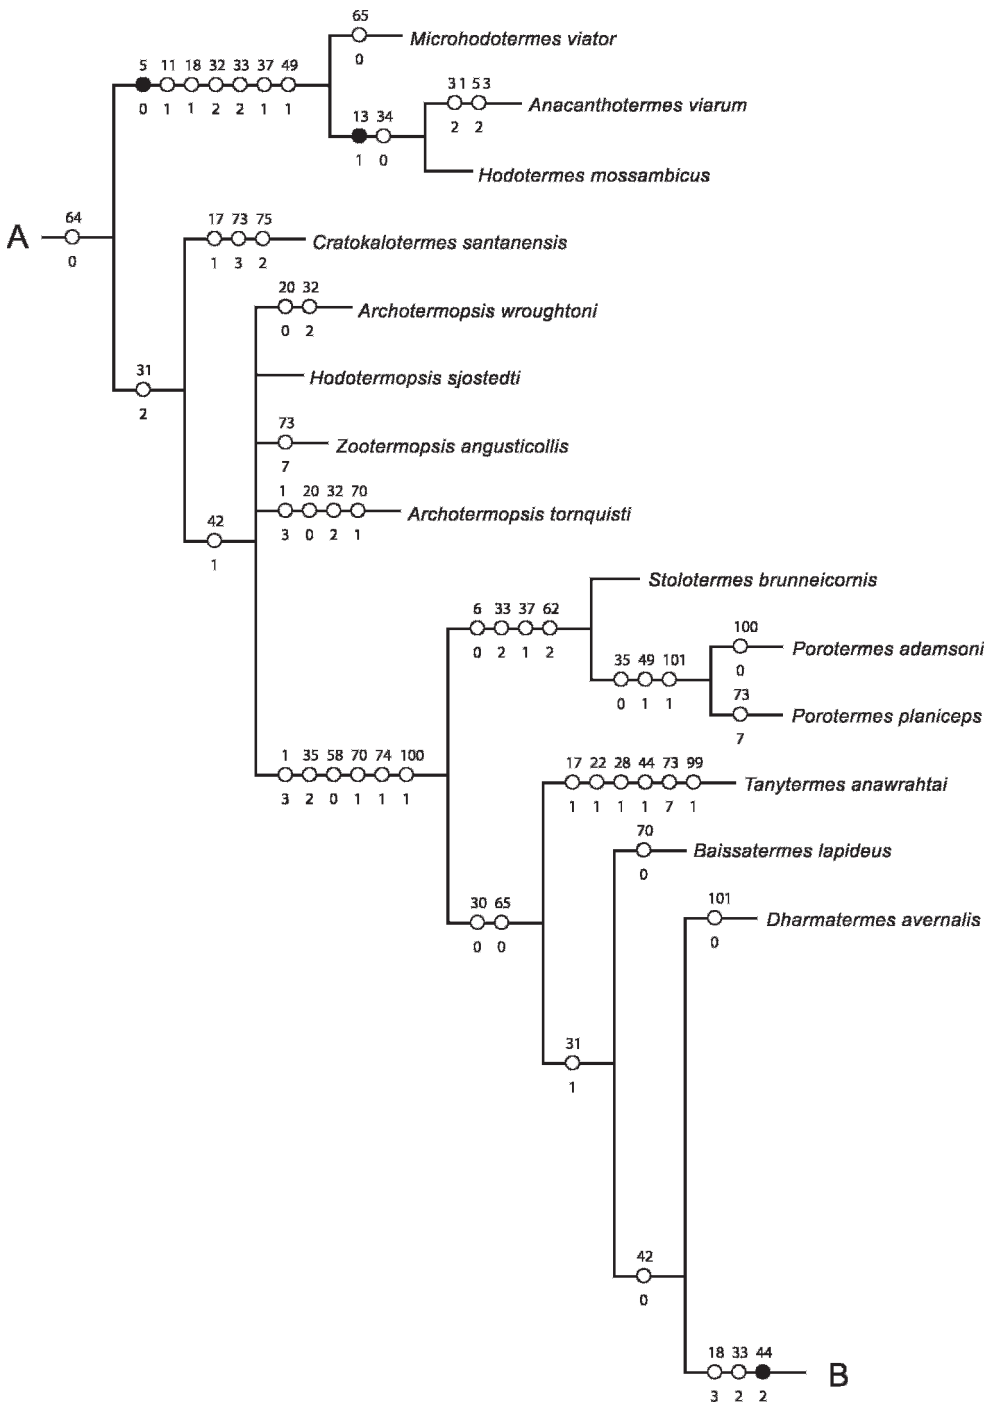 65
Microhodotermes viator
0
5 11 18 32 33 37 49
0 1 1 2 2 1 1
31 53
Anacanthotermes viarum
2 2
13 34
1 0
Hodotermes mossambicus
64
A
0
17 73 75
Cratokalotermes santanensis
1 3 2
20 32
Archotermopsis wroughtoni
0 2
31
2
Hodotermopsis sjostedti
73
Zootermopsis angusticollis
7
1 20 32 70
Archotermopsis tornquisti
3 0 2 1
42
1
Stolotermes brunneicornis
6 33 37 62
0 2 1 2
100
Porotermes adamsoni
0
35 49 101
0 1 1
73
Porotermes planiceps
7
1 35 58 70 74 100
3 2 0 1 1 1
17 22 28 44 73 99
Tanytermes anawrahtai
1 1 1 1 7 1
70
Baissatermes lapideus
0
30 65
0 0
101
Dharmatermes avernalis
0
31
1
42
0
18 33 44
B
3 2 2